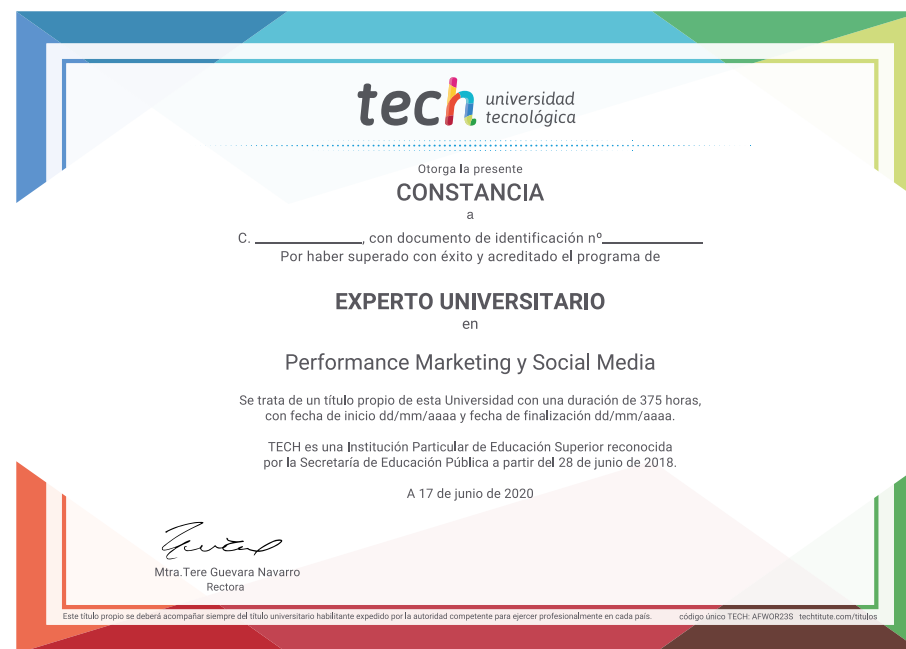 tech universidad
tecnológica
Otorga la presente
CONSTANCIA
a
C. ____________, con documento de identificación nº____________
Por haber superado con éxito y acreditado el programa de
EXPERTO UNIVERSITARIO
en
Performance Marketing y Social Media
Se trata de un título propio de esta Universidad con una duración de 375 horas,
con fecha de inicio dd/mm/aaaa y fecha de finalización dd/mm/aaaa.
TECH es una Institución Particular de Educación Superior reconocida
por la Secretaría de Educación Pública a partir del 28 de junio de 2018.
A 17 de junio de 2020
Mtra.Tere Guevara Navarro
Rectora
Este título propio se deberá acompañar siempre del título universitario habilitante expedido por la autoridad competente para ejercer profesionalmente en cada país. código único TECH: AFWOR23S techtitute.com/titulos